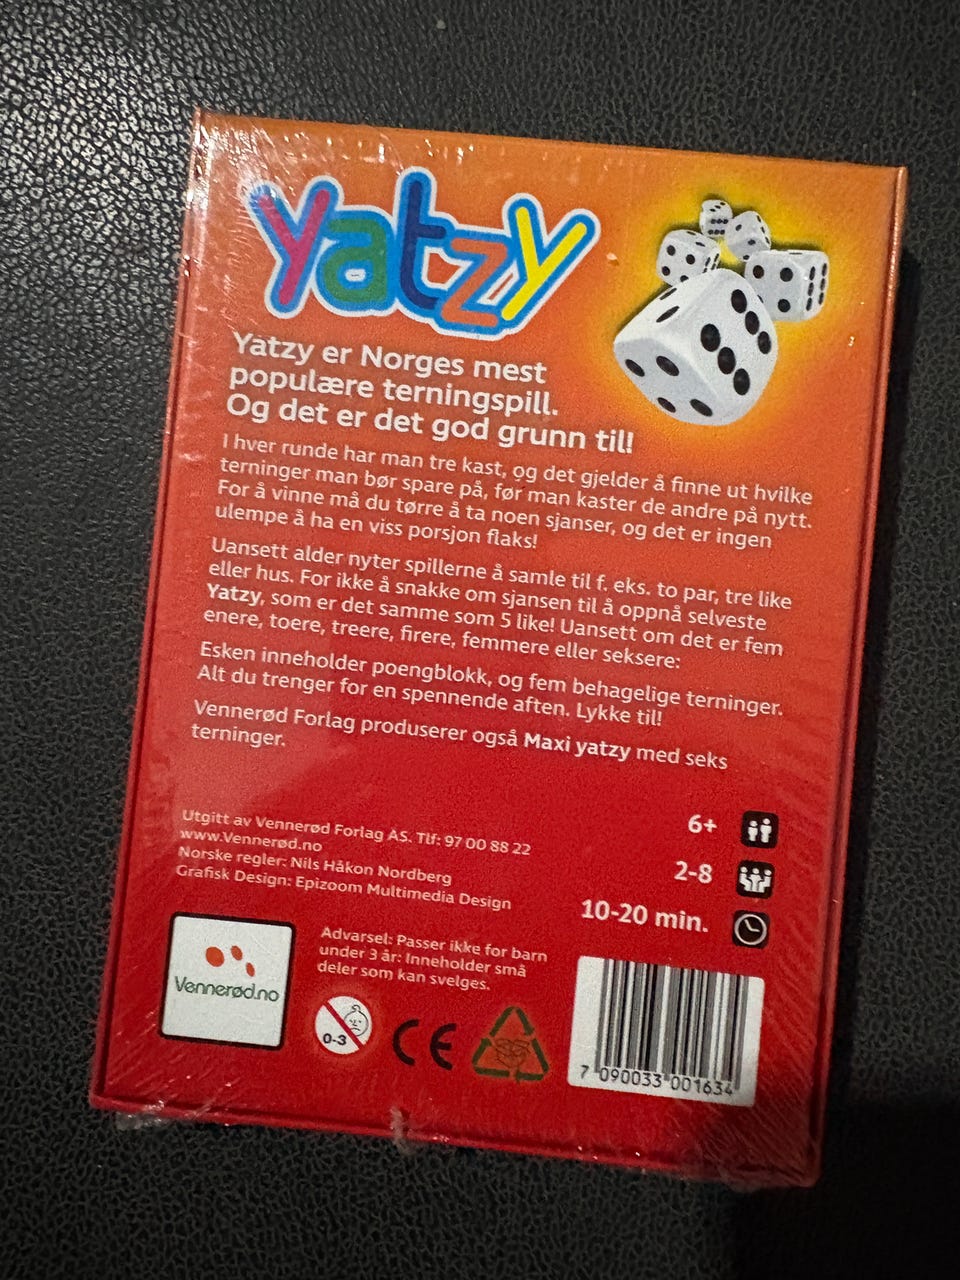 Yatzy
Yatzy er Norges mest
populære terningspill.
Og det er det god grunn til!
I hver runde har man tre kast, og det gjelder å finne ut hvilke
terninger man bør spare på, før man kaster de andre på nytt.
For å vinne må du tørre å ta noen sjanser, og det er ingen
ulempe å ha en viss porsjon flaks!
Uansett alder nyter spillerne å samle til f. eks. to par, tre like
eller hus. For ikke å snakke om sjansen til å oppnå selveste
Yatzy, som er det samme som 5 like! Uansett om det er fem
enere, toere, treere, firere, femmere eller seksere:
Esken inneholder poengblokk, og fem behagelige terninger.
Alt du trenger for en spennende aften. Lykke til!
Vennerød Forlag produserer også Maxi yatzy med seks
terninger.
Utgitt av Vennerød Forlag AS. Tlf: 97 00 88 22
www.Vennerød.no
Norske regler: Nils Håkon Nordberg
Grafisk Design: Epizoom Multimedia Design
6+
2-8
10-20 min.
Vennerød.no
Advarsel: Passer ikke for barn
under 3 år: Inneholder små
deler som kan svelges.
0-3
CE
7 090033 001634